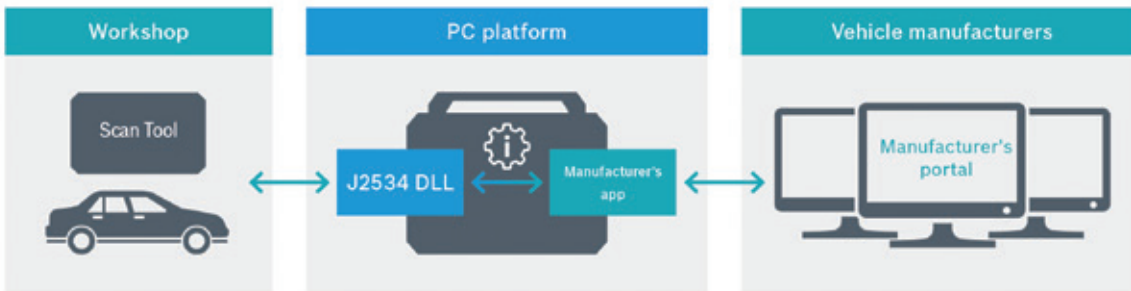 Workshop
PC platform
Vehicle manufacturers
Scan Tool
i
J2534 DLL
Manufacturer's
app
Manufacturer's
portal